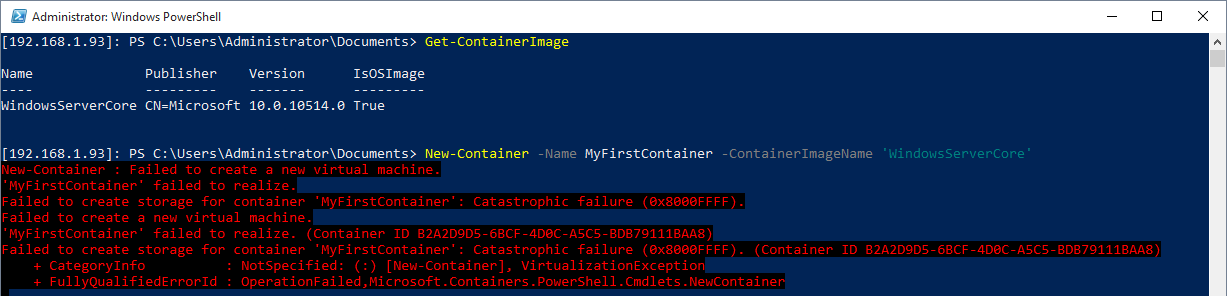 Administrator: Windows PowerShell
[192.168.1.93]: PS C:\Users\Administrator\Documents> Get-ContainerImage
Name              Publisher    Version      IsOSImage
----              ---------    -------      ---------
WindowsServerCore CN=Microsoft 10.0.10514.0 True
[192.168.1.93]: PS C:\Users\Administrator\Documents> New-Container -Name MyFirstContainer -ContainerImageName 'WindowsServerCore'
New-Container : Failed to create a new virtual machine.
'MyFirstContainer' failed to realize.
Failed to create storage for container 'MyFirstContainer': Catastrophic failure (0x8000FFFF).
Failed to create a new virtual machine.
'MyFirstContainer' failed to realize. (Container ID B2A2D9D5-6BCF-4D0C-A5C5-BDB79111BAA8)
Failed to create storage for container 'MyFirstContainer': Catastrophic failure (0x8000FFFF). (Container ID B2A2D9D5-6BCF-4D0C-A5C5-BDB79111BAA8)
    + CategoryInfo          : NotSpecified: (:) [New-Container], VirtualizationException
    + FullyQualifiedErrorId : OperationFailed,Microsoft.Containers.PowerShell.Cmdlets.NewContainer